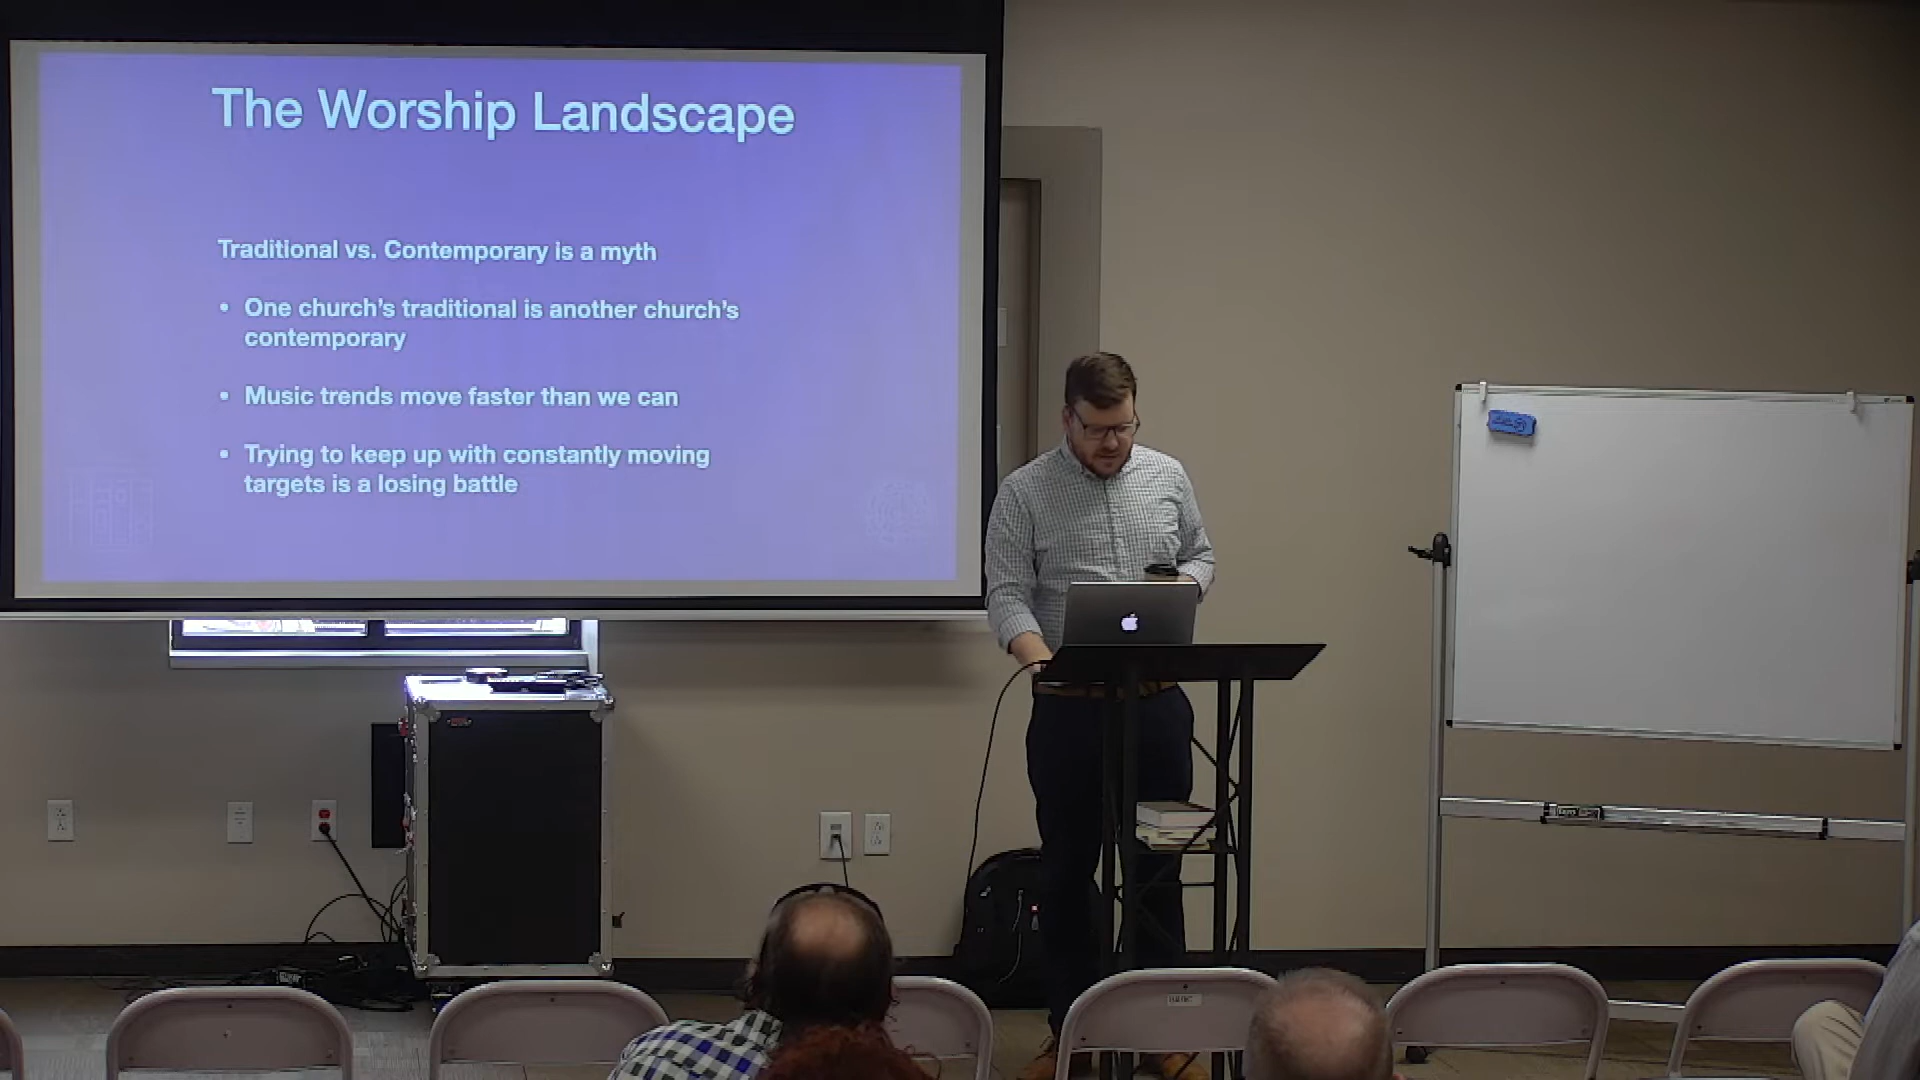 The Worship Landscape
Traditional vs. Contemporary is a myth
• One church's traditional is another church's
contemporary
• Music trends move faster than we can
• Trying to keep up with constantly moving
targets is a losing battle